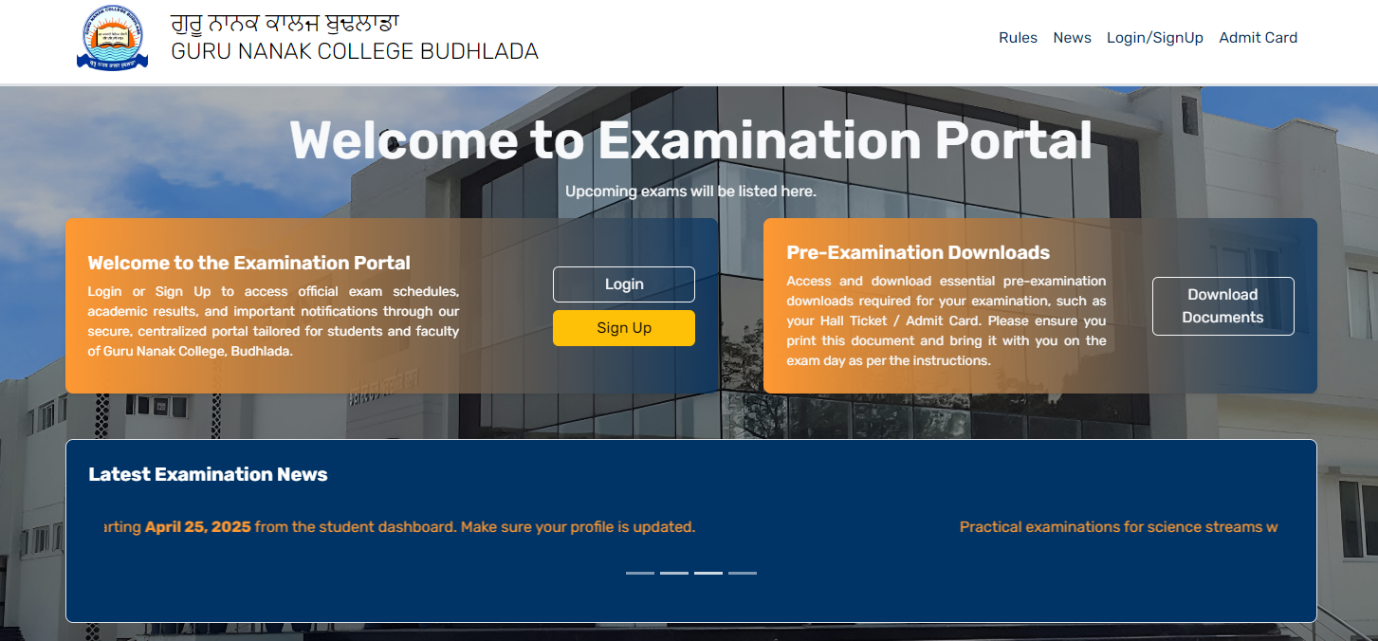 ਗੁਰੂ ਨਾਨਕ ਕਾਲਜ ਬੁਢਲਾਡਾ
GURU NANAK COLLEGE BUDHLADA
Rules News Login/SignUp Admit Card
Welcome to Examination Portal
Upcoming exams will be listed here.
Welcome to the Examination Portal
Login or Sign Up to access official exam schedules,
academic results, and important notifications through our
secure, centralized portal tailored for students and faculty
of Guru Nanak College, Budhlada.
Login
Sign Up
Pre-Examination Downloads
Access and download essential pre-examination
downloads required for your examination, such as
your Hall Ticket / Admit Card. Please ensure you
print this document and bring it with you on the
exam day as per the instructions.
Download
Documents
Latest Examination News
arting April 25, 2025 from the student dashboard. Make sure your profile is updated.
Practical examinations for science streams w